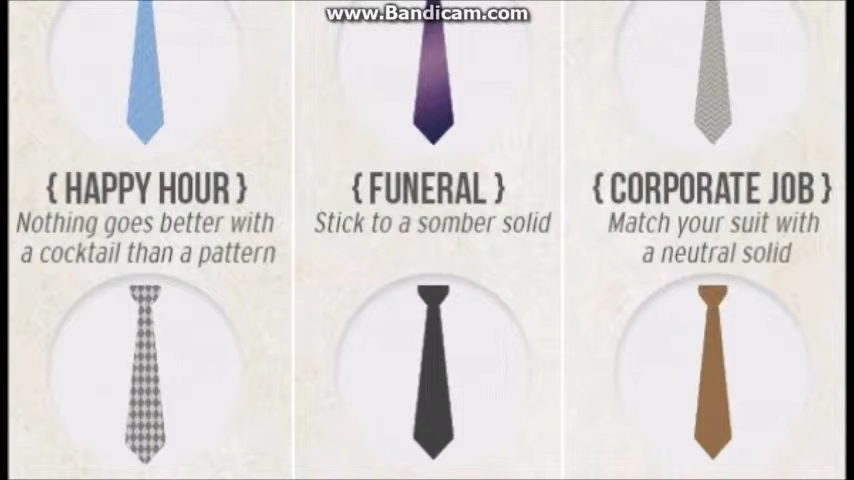 www.Bandicam.com
{ HAPPY HOUR }
Nothing goes better with
a cocktail than a pattern
{ FUNERAL }
Stick to a somber solid
{ CORPORATE JOB }
Match your suit with
a neutral solid